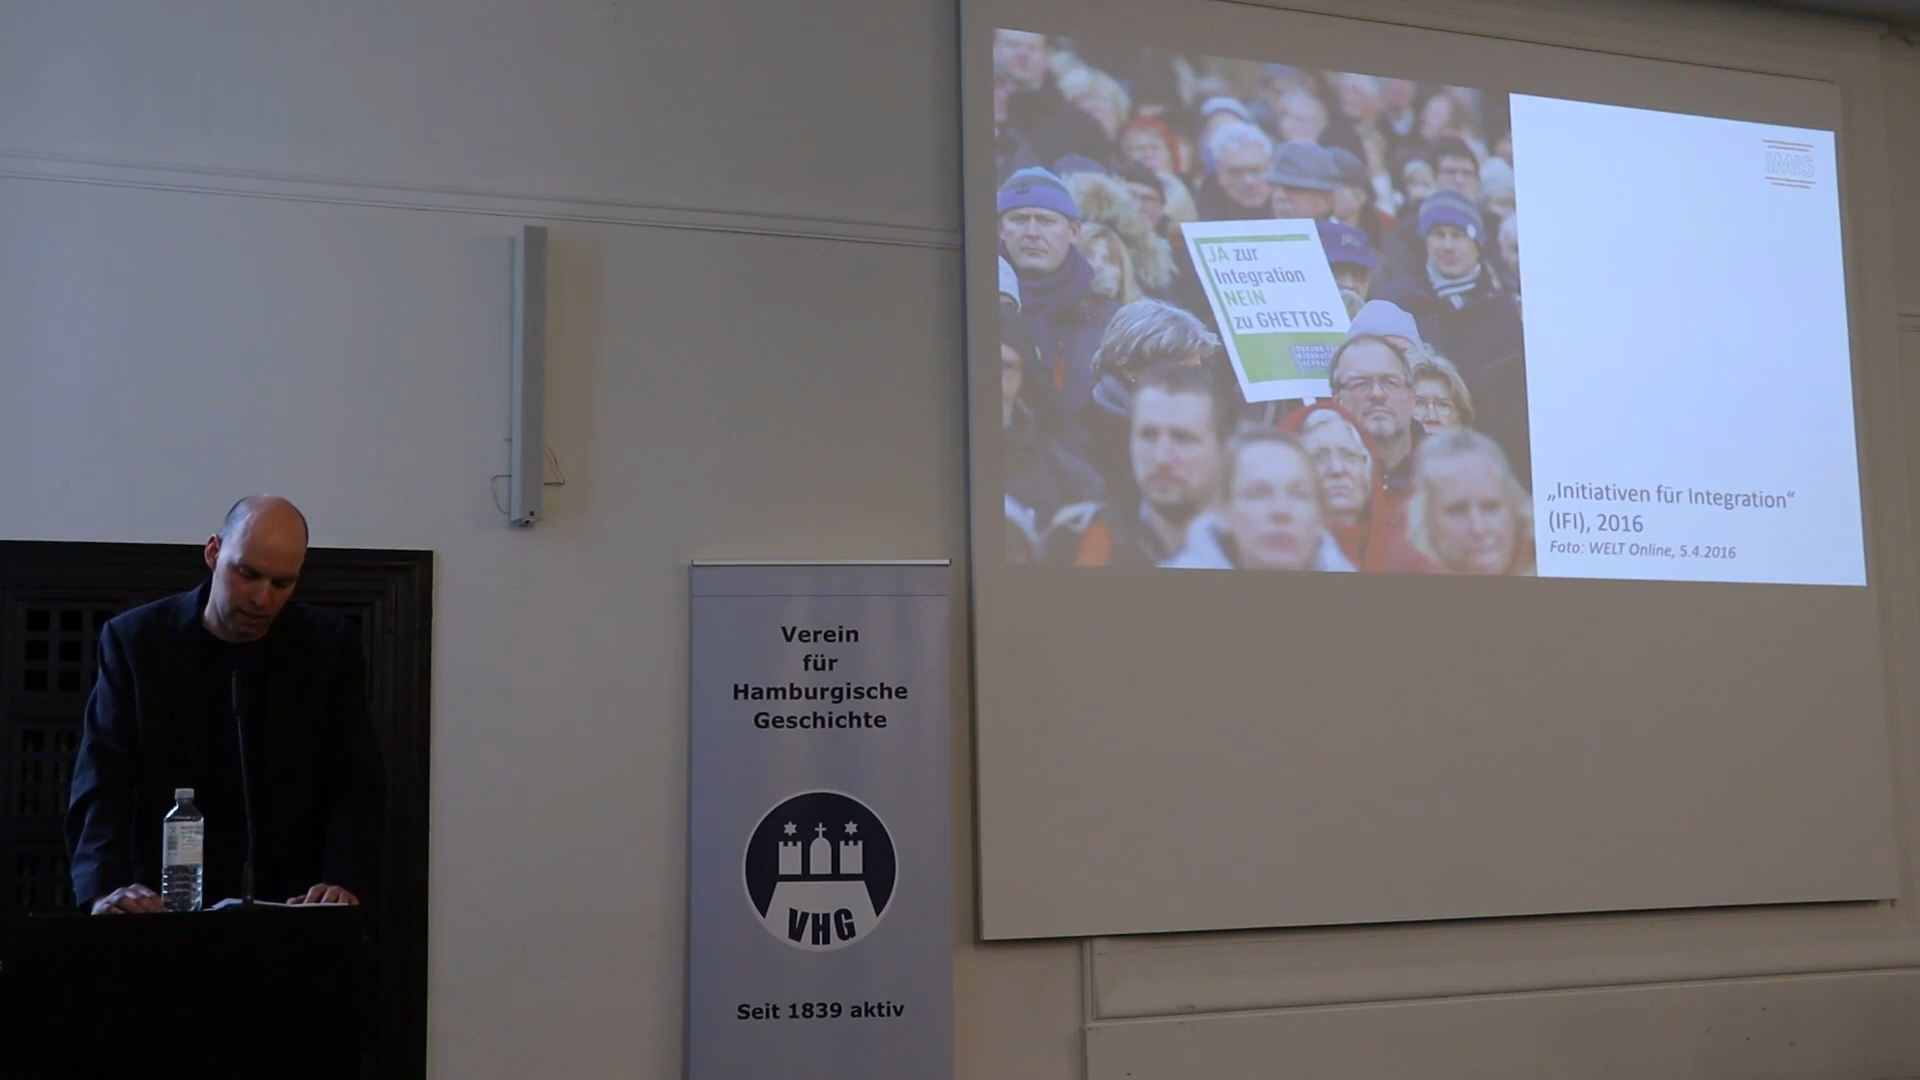 JA zur
Integration
NEIN
zu GHETTOS
IMIS
„Initiativen für Integration“
(IFI), 2016
Foto: WELT Online, 5.4.2016
Verein
für
Hamburgische
Geschichte
VHG
Seit 1839 aktiv